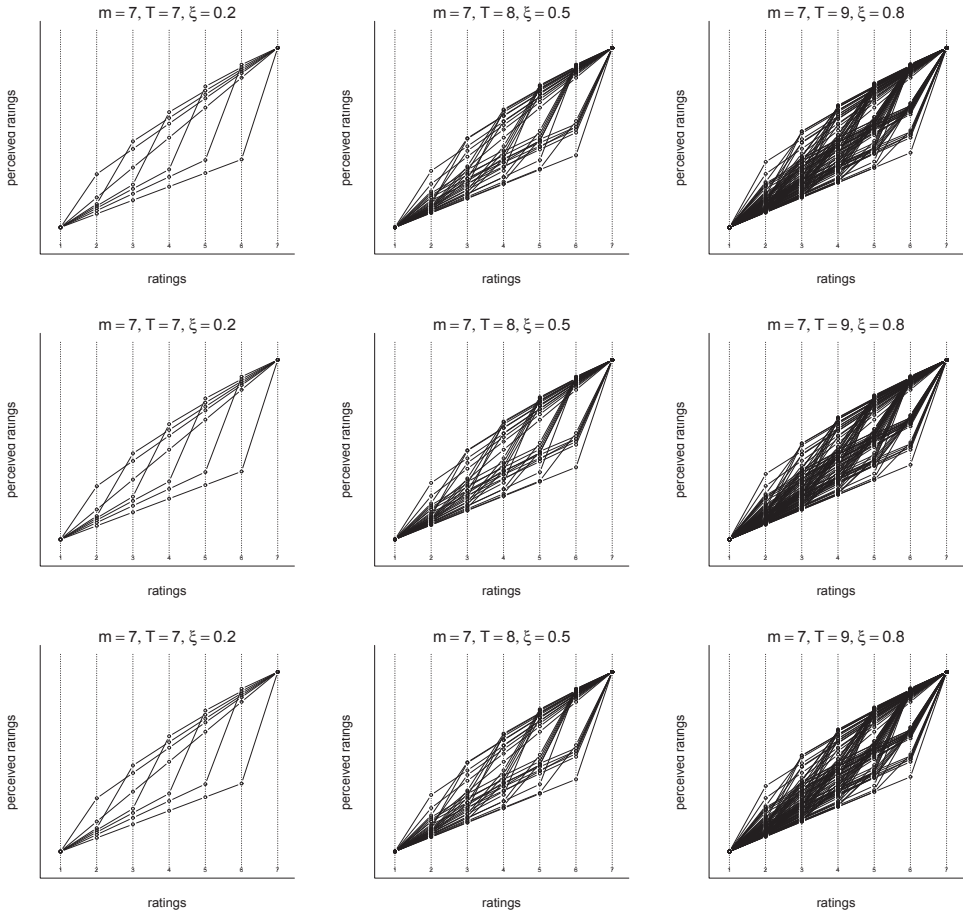 m = 7, T = 7, ξ = 0.2
m = 7, T = 8, ξ = 0.5
m = 7, T = 9, ξ = 0.8
perceived ratings
perceived ratings
perceived ratings
1 2 3 4 5 6 7
1 2 3 4 5 6 7
1 2 3 4 5 6 7
ratings
ratings
ratings
m = 7, T = 7, ξ = 0.2
m = 7, T = 8, ξ = 0.5
m = 7, T = 9, ξ = 0.8
perceived ratings
perceived ratings
perceived ratings
1 2 3 4 5 6 7
1 2 3 4 5 6 7
1 2 3 4 5 6 7
ratings
ratings
ratings
m = 7, T = 7, ξ = 0.2
m = 7, T = 8, ξ = 0.5
m = 7, T = 9, ξ = 0.8
perceived ratings
perceived ratings
perceived ratings
1 2 3 4 5 6 7
1 2 3 4 5 6 7
1 2 3 4 5 6 7
ratings
ratings
ratings